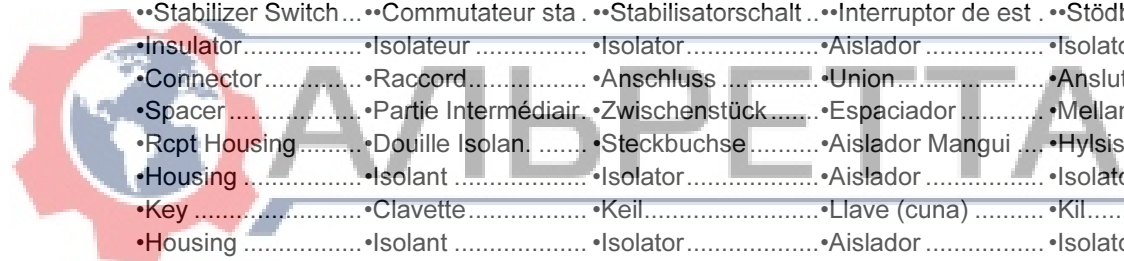 ••Stabilizer Switch... ••Commutateur sta . ••Stabilisatorschalt .. ••Interruptor de est . ••Stödb
•Insulator.................. •Isolateur ................. •Isolator.................... •Aislador .................. •Isolato
•Connector............... •Raccord.................. •Anschluss ............... •Union....................... •Anslut
•Spacer .................... •Partie Intermédiair. •Zwischenstück....... •Espaciador ............. •Mellar
•Rcpt Housing .......... •Douille Isolan. ....... •Steckbuchse........... •Aislador Mangui .... •Hylsis
•Housing .................. •Isolant .................... •Isolator.................... •Aislador .................. •Isolato
•Key ......................... •Clavette.................. •Keil.......................... •Llave (cuna) .......... •Kil......
•Housing .................. •Isolant .................... •Isolator.................... •Aislador .................. •Isolato
АЛЬРЕТТА